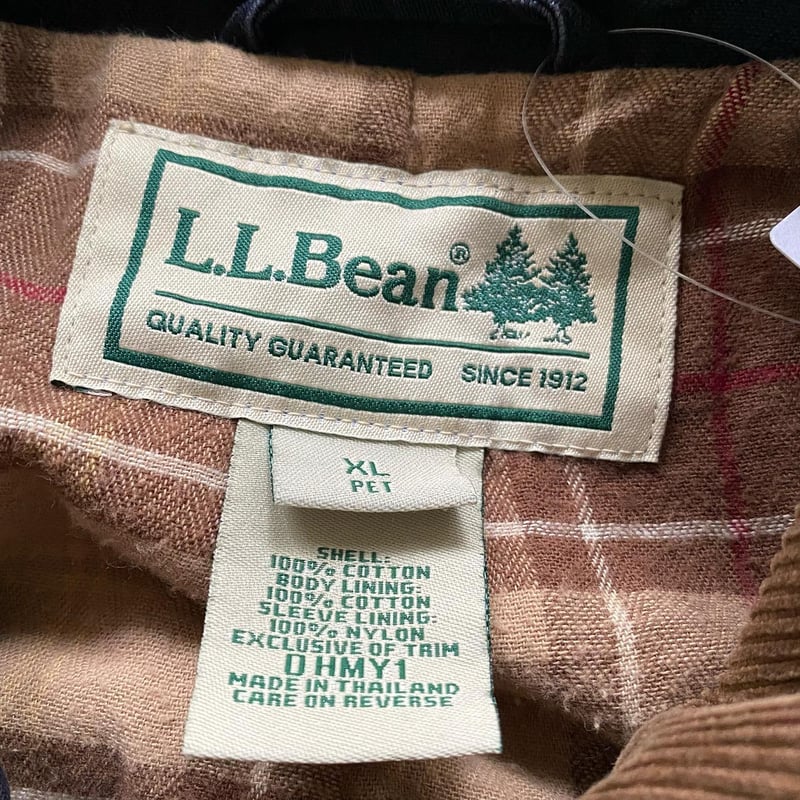 L.L.Bean®
QUALITY GUARANTEED SINCE 1912
XL
PET
SHELL:
100% COTTON
BODY LINING:
100% COTTON
SLEEVE LINING:
100% NYLON
EXCLUSIVE OF TRIM
0 HMY1
MADE IN THAILAND
CARE ON REVERSE